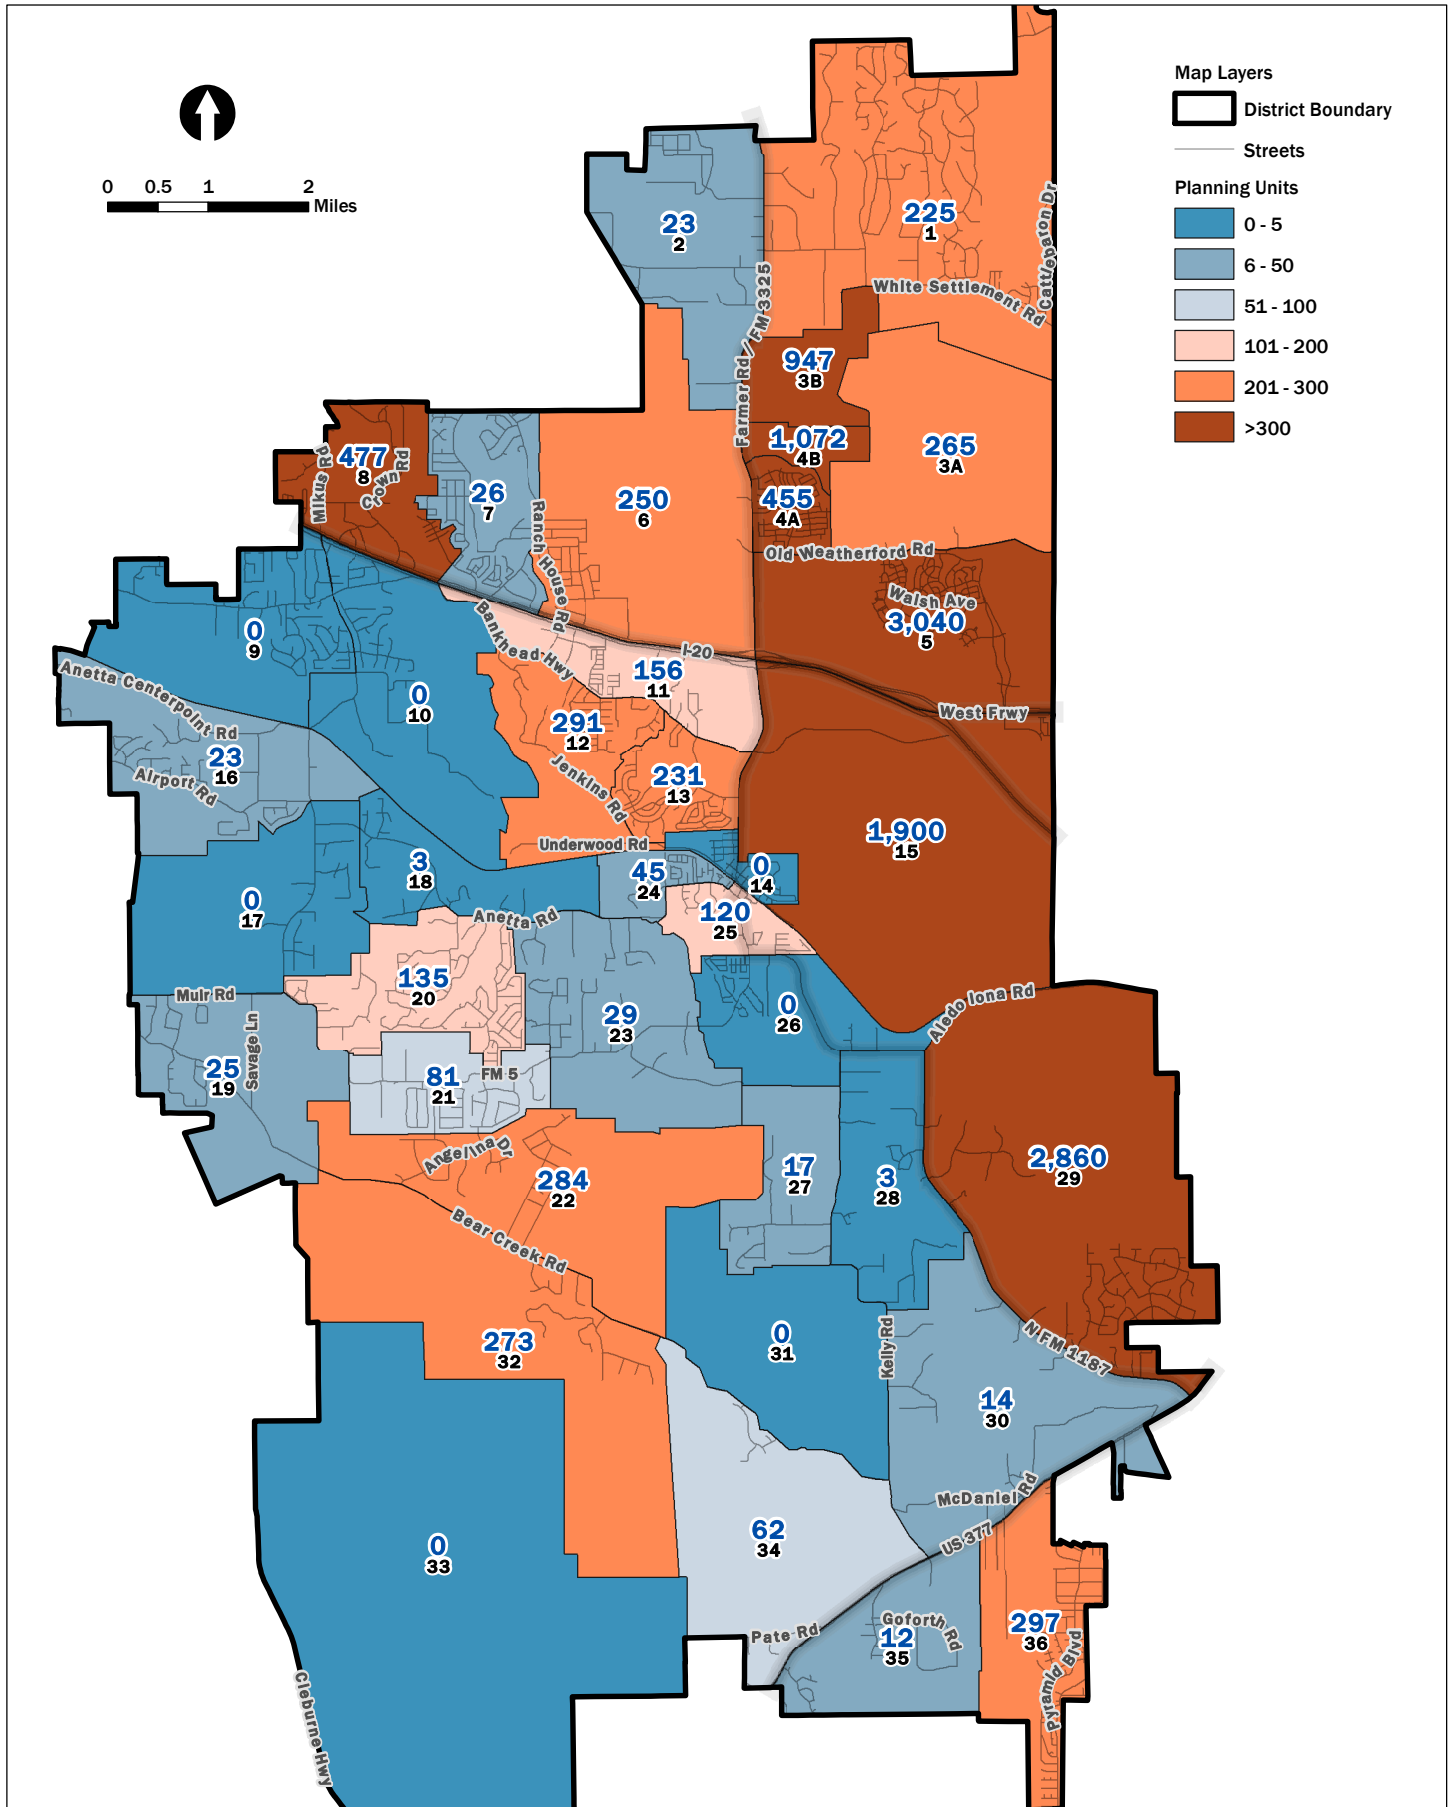 Map Layers
District Boundary
Streets
Planning Units
0 - 5
6 - 50
51 - 100
101 - 200
201 - 300
>300
0 0.5 1 2
Miles
23
2
225
1
Cattlebaron Dr
White Settlement Rd
Farmer Rd / FM 3325
947
3B
1,072
4B
265
3A
455
4A
477
8
Mikus Rd
Crown Rd
26
7
250
6
Ranch House Rd
Old Weatherford Rd
Walsh Ave
3,040
5
0
9
Bankhead Hwy
I-20
156
11
Anetta Centerpoint Rd
0
10
West Frwy
291
12
23
16
Airport Rd
Jenkins Rd
231
13
1,900
15
Underwood Rd
3
18
45
24
0
14
0
17
Anetta Rd
120
25
135
20
Muir Rd
Aledo Iona Rd
29
23
0
26
Savage Ln
25
19
81
21
FM 5
Angelina Dr
284
22
17
27
3
28
2,860
29
Bear Creek Rd
273
32
0
31
Kelly Rd
N FM 1187
14
30
McDaniel Rd
US 377
62
34
0
33
Pate Rd
Goforth Rd
12
35
297
36
Pyramid Blvd
Cleburne Hwy